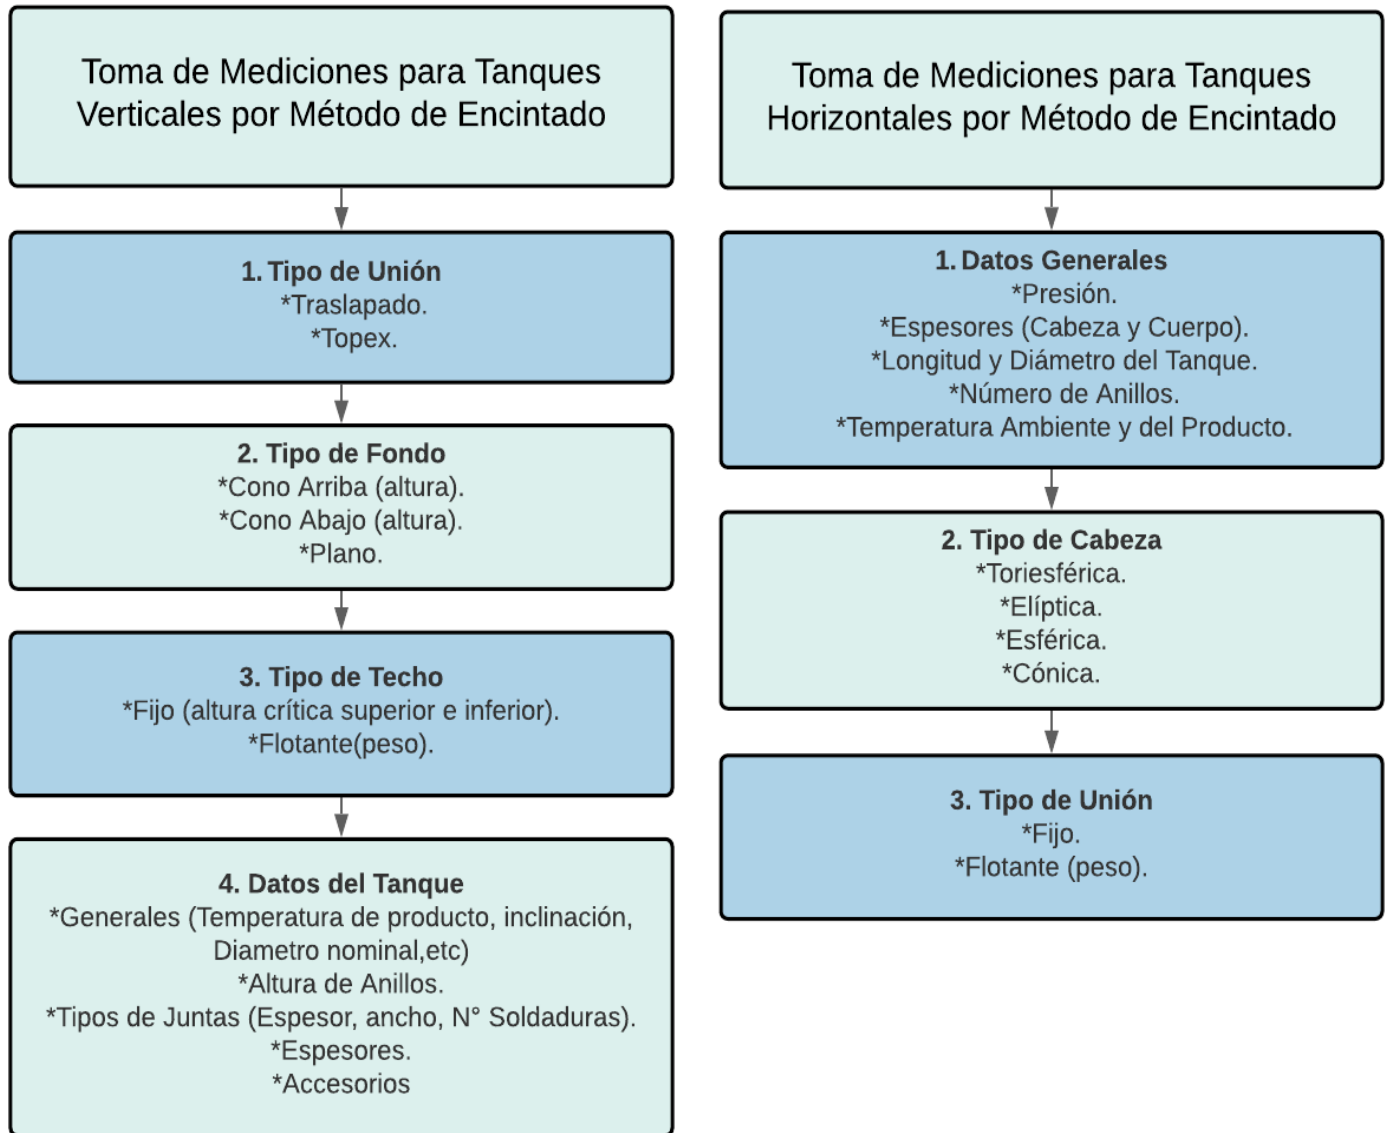 Toma de Mediciones para Tanques
Verticales por Método de Encintado
1. Tipo de Unión
*Traslapado.
*Topex.
2. Tipo de Fondo
*Cono Arriba (altura).
*Cono Abajo (altura).
*Plano.
3. Tipo de Techo
*Fijo (altura crítica superior e inferior).
*Flotante(peso).
4. Datos del Tanque
*Generales (Temperatura de producto, inclinación,
Diametro nominal,etc)
*Altura de Anillos.
*Tipos de Juntas (Espesor, ancho, N° Soldaduras).
*Espesores.
*Accesorios
Toma de Mediciones para Tanques
Horizontales por Método de Encintado
1. Datos Generales
*Presión.
*Espesores (Cabeza y Cuerpo).
*Longitud y Diámetro del Tanque.
*Número de Anillos.
*Temperatura Ambiente y del Producto.
2. Tipo de Cabeza
*Toriesférica.
*Elíptica.
*Esférica.
*Cónica.
3. Tipo de Unión
*Fijo.
*Flotante (peso).